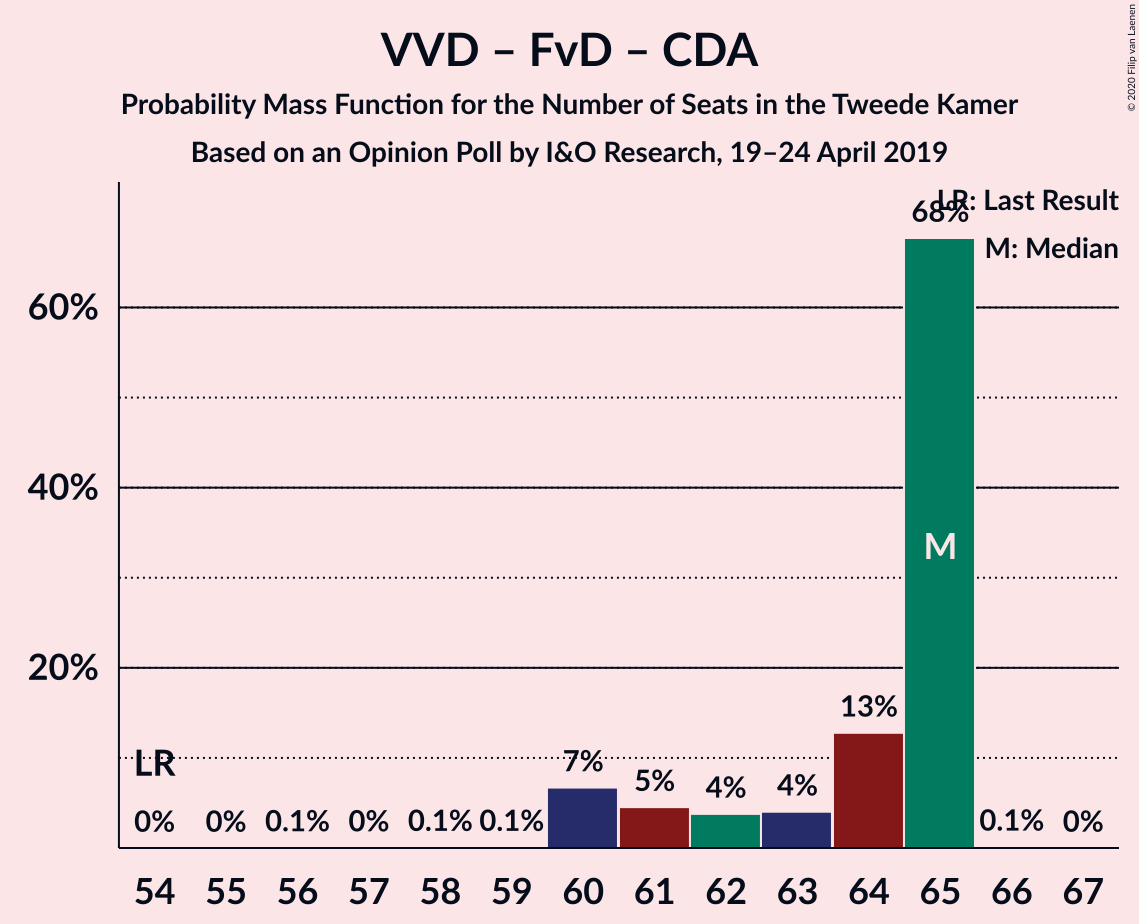 VVD – FvD – CDA
Probability Mass Function for the Number of Seats in the Tweede Kamer
Based on an Opinion Poll by I&O Research, 19–24 April 2019
© 2020 Filip van Laenen
LR: Last Result
M: Median
68%
60%
40%
M
20%
13%
LR
7%
5%
4%
4%
0%
0%
0.1%
0%
0.1%
0.1%
0.1%
0%
54 55 56 57 58 59 60 61 62 63 64 65 66 67